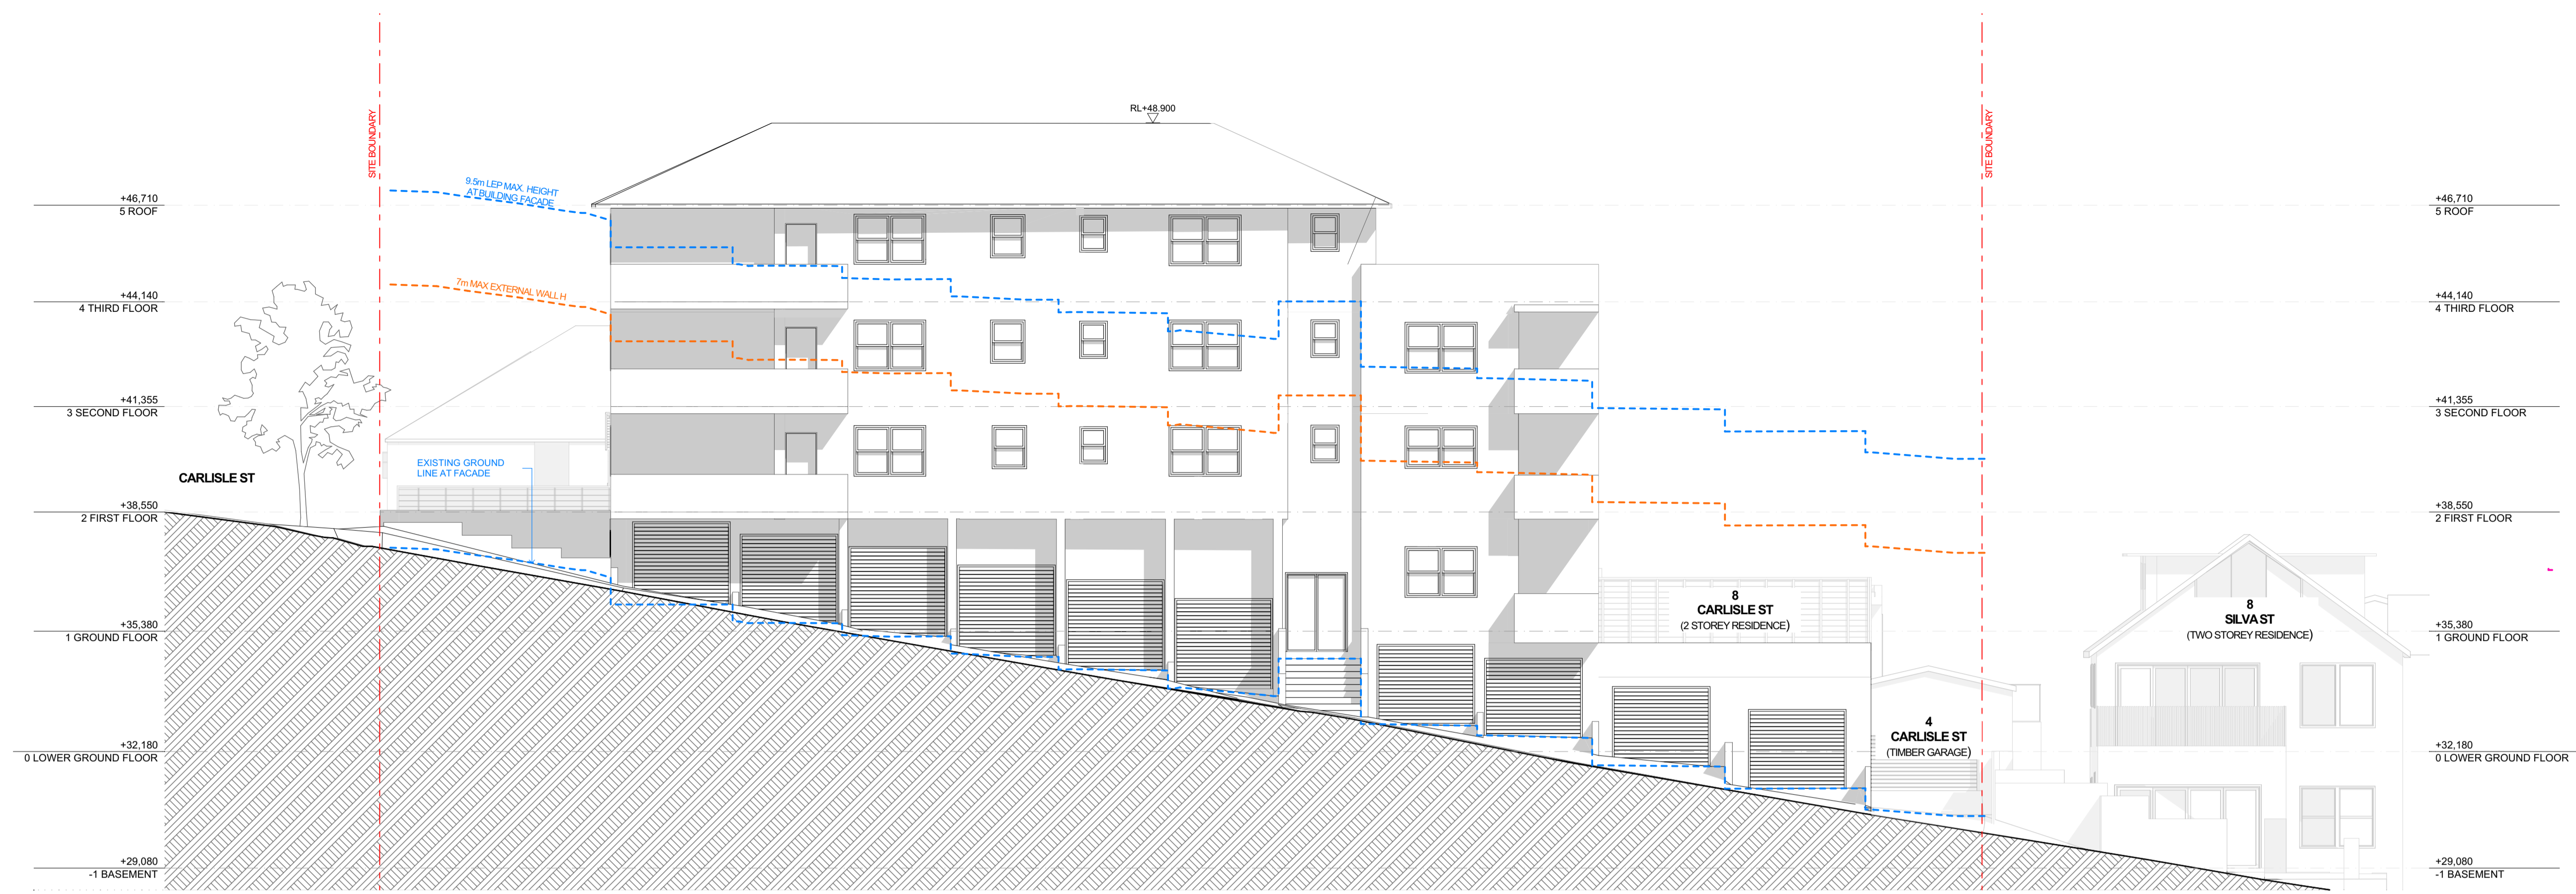 RL+48.900
SITE BOUNDARY
SITE BOUNDARY
9.5m LEP MAX. HEIGHT
AT BUILDING FACADE
+46,710
5 ROOF
+46,710
5 ROOF
7m MAX EXTERNAL WALL H
+44,140
4 THIRD FLOOR
+44,140
4 THIRD FLOOR
+41,355
3 SECOND FLOOR
+41,355
3 SECOND FLOOR
EXISTING GROUND
LINE AT FACADE
CARLISLE ST
+38,550
2 FIRST FLOOR
+38,550
2 FIRST FLOOR
8
CARLISLE ST
(2 STOREY RESIDENCE)
8
SILVA ST
(TWO STOREY RESIDENCE)
+35,380
1 GROUND FLOOR
+35,380
1 GROUND FLOOR
4
CARLISLE ST
(TIMBER GARAGE)
+32,180
0 LOWER GROUND FLOOR
+32,180
0 LOWER GROUND FLOOR
+29,080
-1 BASEMENT
+29,080
-1 BASEMENT